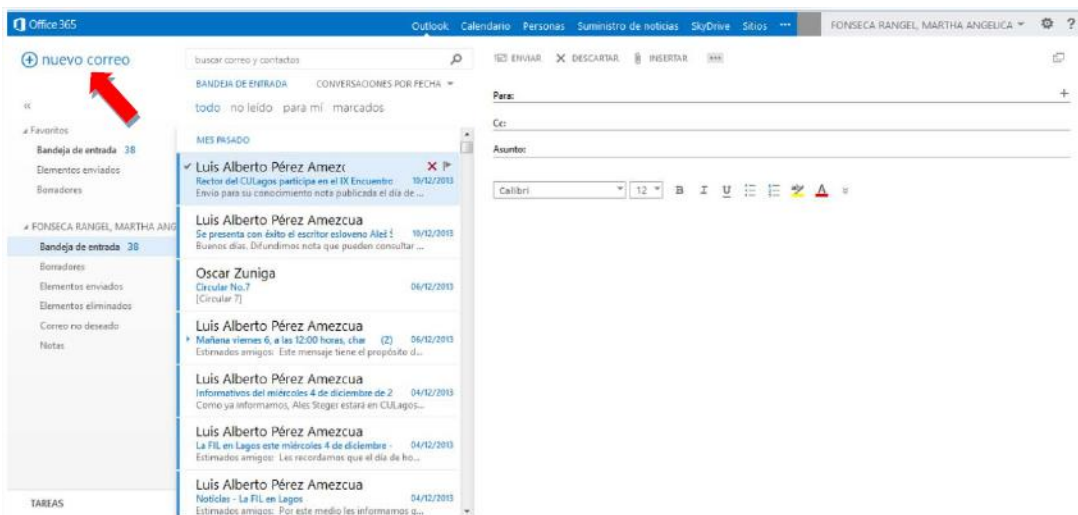 Office 365
Outlook Calendario Personas Suministro de noticias SkyDrive Sitios ••• FONSECA RANGEL, MARTHA ANGELICA ?
nuevo correo
Favoritos
Bandeja de entrada 38
Elementos enviados
Borradores
FONSECA RANGEL, MARTHA ANG
Bandeja de entrada 38
Borradores
Elementos enviados
Elementos eliminados
Correo no deseado
Notas
TAREAS
buscar correo y contactos
BANDEJA DE ENTRADA CONVERSACIONES POR FECHA
todo no leído para mí marcados
MES PASADO
Luis Alberto Pérez Amezc
Rector del CULagos participa en el IX Encuentro 10/12/2013
Envío para su conocimiento nota publicada el día de ...
Luis Alberto Pérez Amezcua
Se presenta con éxito el escritor esloveno Aleš Š 10/12/2013
Buenos días. Difundimos nota que pueden consultar ...
Oscar Zuniga
Circular No.7 06/12/2013
[Circular 7]
Luis Alberto Pérez Amezcua
Mañana viernes 6, a las 12:00 horas, char (2) 06/12/2013
Estimados amigos: Este mensaje tiene el propósito d...
Luis Alberto Pérez Amezcua
Informativos del miércoles 4 de diciembre de 2 04/12/2013
Como ya informamos, Ales Steger estará en CULagos...
Luis Alberto Pérez Amezcua
La FIL en Lagos este miércoles 4 de diciembre - 04/12/2013
Estimados amigos: Les recordamos que el día de ho...
Luis Alberto Pérez Amezcua
Noticias - La FIL en Lagos 04/12/2013
Estimados amigos: Por este medio les informamos q...
ENVIAR DESCARTAR INSERTAR •••
Para:
Cc:
Asunto:
Calibri 12 B I U A